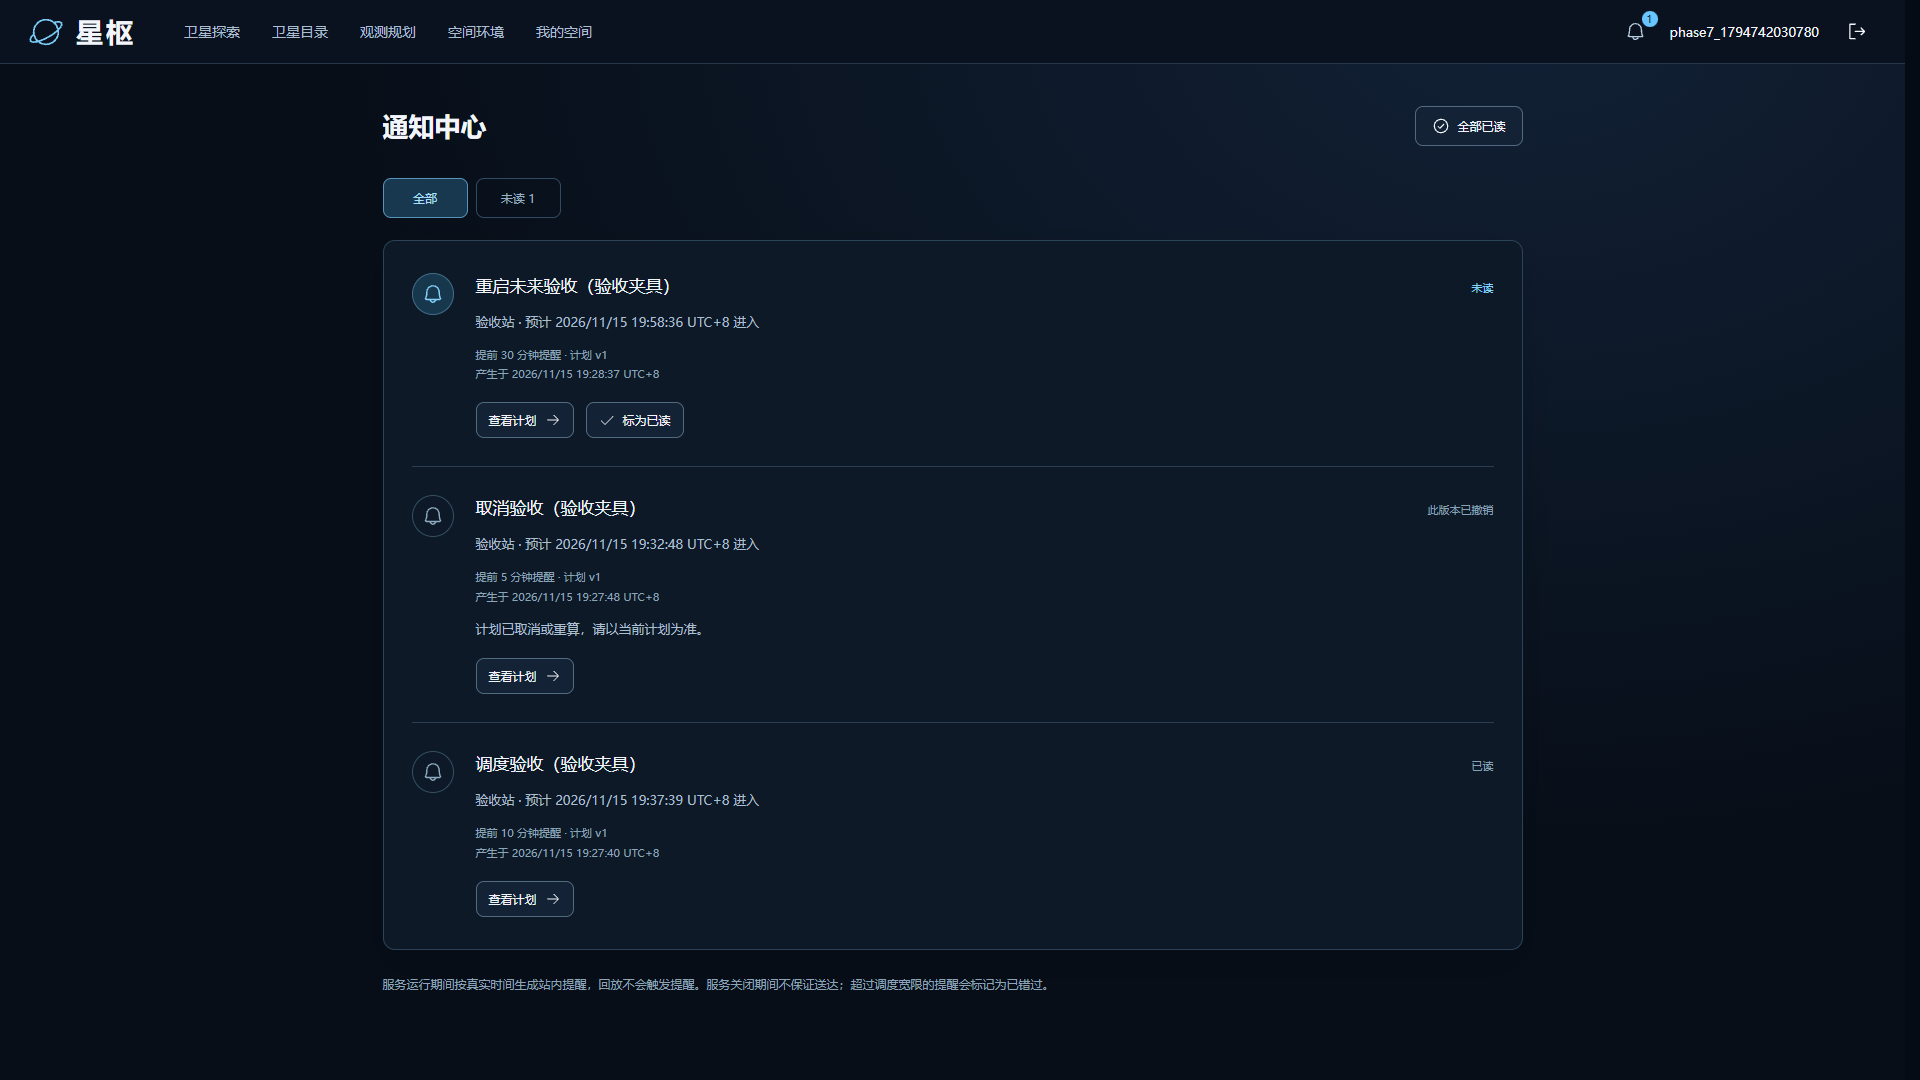 星枢 卫星探索 卫星目录 观测规划 空间环境 我的空间 1 phase7_1794742030780
通知中心 全部已读
全部 未读 1
重启未来验收（验收夹具） 未读
验收站 · 预计 2026/11/15 19:58:36 UTC+8 进入
提前 30 分钟提醒 · 计划 v1
产生于 2026/11/15 19:28:37 UTC+8
查看计划 标为已读
取消验收（验收夹具） 此版本已撤销
验收站 · 预计 2026/11/15 19:32:48 UTC+8 进入
提前 5 分钟提醒 · 计划 v1
产生于 2026/11/15 19:27:48 UTC+8
计划已取消或重算，请以当前计划为准。
查看计划
调度验收（验收夹具） 已读
验收站 · 预计 2026/11/15 19:37:39 UTC+8 进入
提前 10 分钟提醒 · 计划 v1
产生于 2026/11/15 19:27:40 UTC+8
查看计划
服务运行期间按真实时间生成站内提醒，回放不会触发提醒。服务关闭期间不保证送达；超过调度宽限的提醒会标记为已错过。